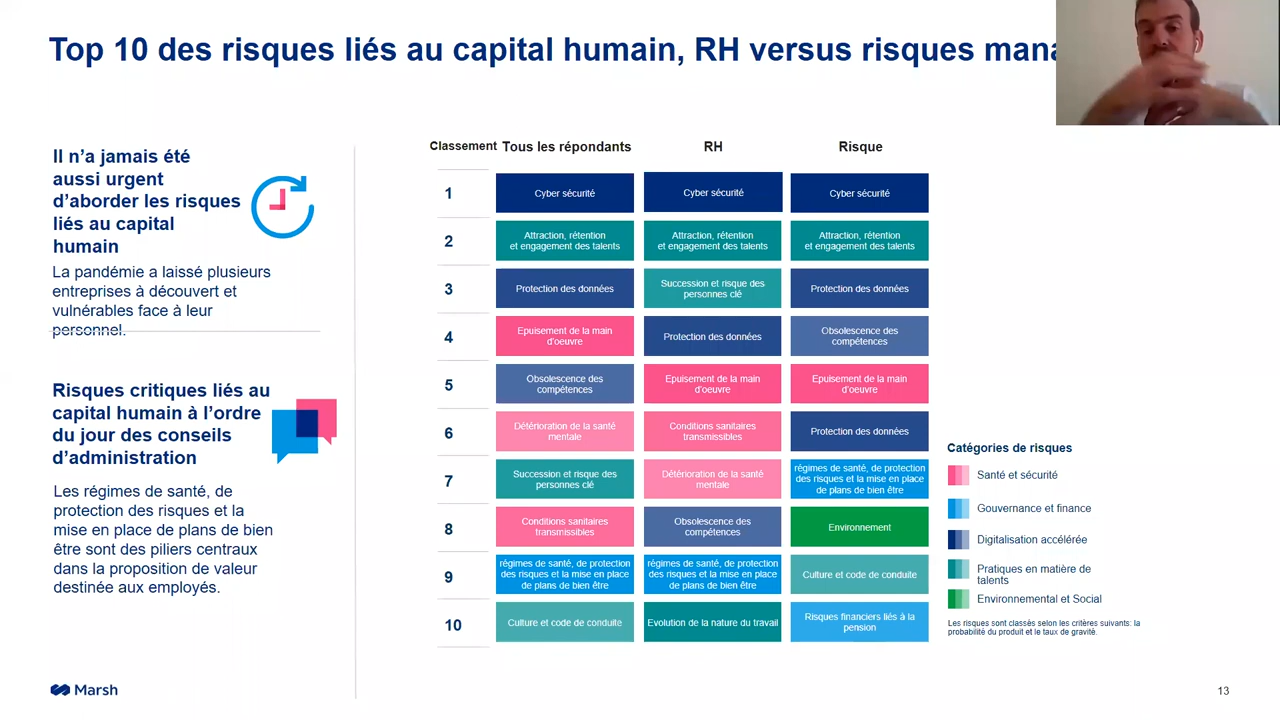 Top 10 des risques liés au capital humain, RH versus risques
Il n'a jamais été
aussi urgent
d'aborder les risques
liés au capital
humain
La pandémie a laissé plusieurs
entreprises à découvert et
vulnérables face à leur
personnel.
Risques critiques liés au
capital humain à l'ordre
du jour des conseils
d'administration
Les régimes de santé, de
protection des risques et la
mise en place de plans de bien
être sont des piliers centraux
dans la proposition de valeur
destinée aux employés.
Classement Tous les répondants RH Risque
1 Cyber sécurité Cyber sécurité Cyber sécurité
2
Attraction, rétention
et engagement des talents
Attraction, rétention
et engagement des talents
Attraction, rétention
et engagement des talents
3
Protection des données
Succession et risque des
personnes clé
Protection des données
4
Epuisement de la main
d'oeuvre
Protection des données
Obsolescence des
compétences
5
Obsolescence des
compétences
Epuisement de la main
d'oeuvre
Epuisement de la main
d'oeuvre
6
Détérioration de la santé
mentale
Conditions sanitaires
transmissibles
Protection des données
7
Succession et risque des
personnes clé
Détérioration de la santé
mentale
régimes de santé, de protection
des risques et la mise en place
de plans de bien être
8
Conditions sanitaires
transmissibles
Obsolescence des
compétences
Environnement
9
régimes de santé, de protection
des risques et la mise en place
de plans de bien être
régimes de santé, de protection
des risques et la mise en place
de plans de bien être
Culture et code de conduite
10
Culture et code de conduite
Evolution de la nature du travail
Risques financiers liés à la
pension
Catégories de risques
Santé et sécurité
Gouvernance et finance
Digitalisation accélérée
Pratiques en matière de
talents
Environnemental et Social
Les risques sont classés selon les critères suivants: la
probabilité du produit et le taux de gravité.
Marsh
13